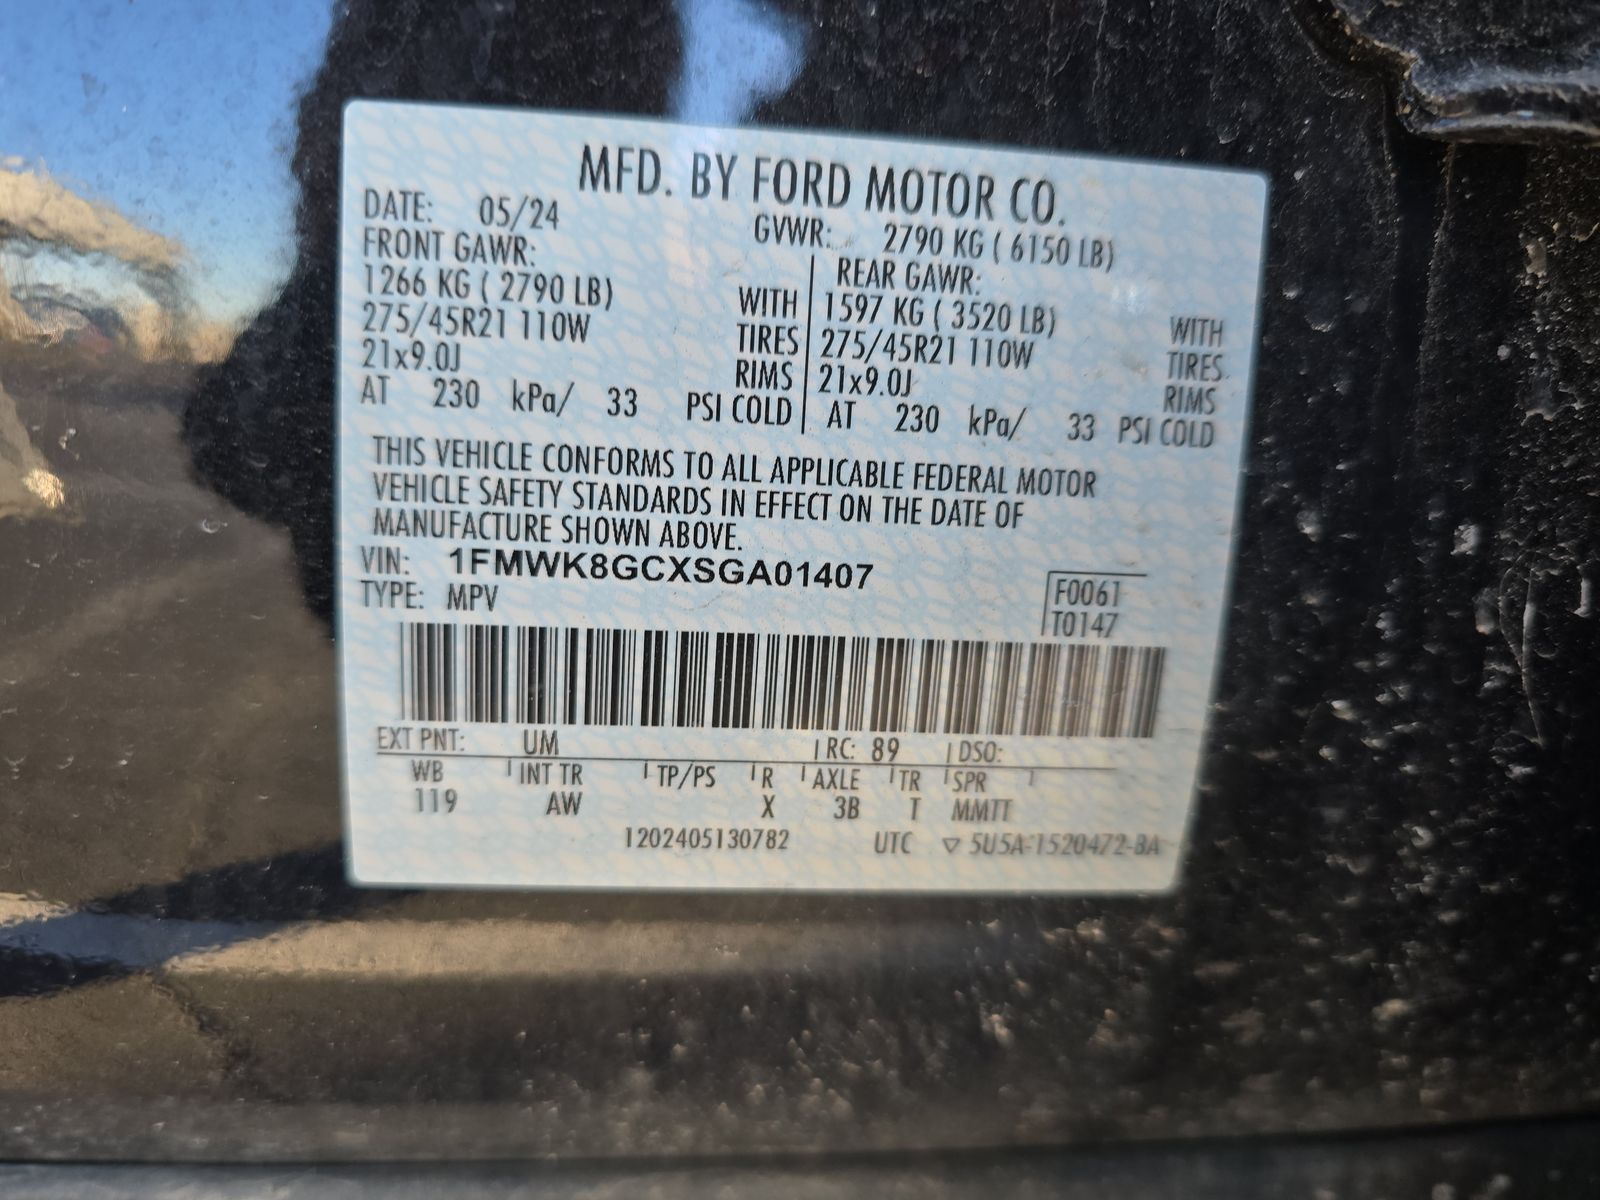 MFD. BY FORD MOTOR CO.
DATE: 05/24 GVWR: 2790 KG ( 6150 LB)
FRONT GAWR: REAR GAWR:
1266 KG ( 2790 LB) WITH 1597 KG ( 3520 LB) WITH
275/45R21 110W TIRES 275/45R21 110W TIRES
21x9.0J RIMS 21x9.0J RIMS
AT 230 kPa/ 33 PSI COLD AT 230 kPa/ 33 PSI COLD
THIS VEHICLE CONFORMS TO ALL APPLICABLE FEDERAL MOTOR
VEHICLE SAFETY STANDARDS IN EFFECT ON THE DATE OF
MANUFACTURE SHOWN ABOVE.
VIN: 1FMWK8GCXSGA01407
TYPE: MPV F0061
T0147
EXT PNT: UM RC: 89 DSO:
WB INT TR TP/PS R AXLE TR SPR
119 AW X 3B T MMTT
1202405130782 UTC ▽ 5U5A-1520472-BA